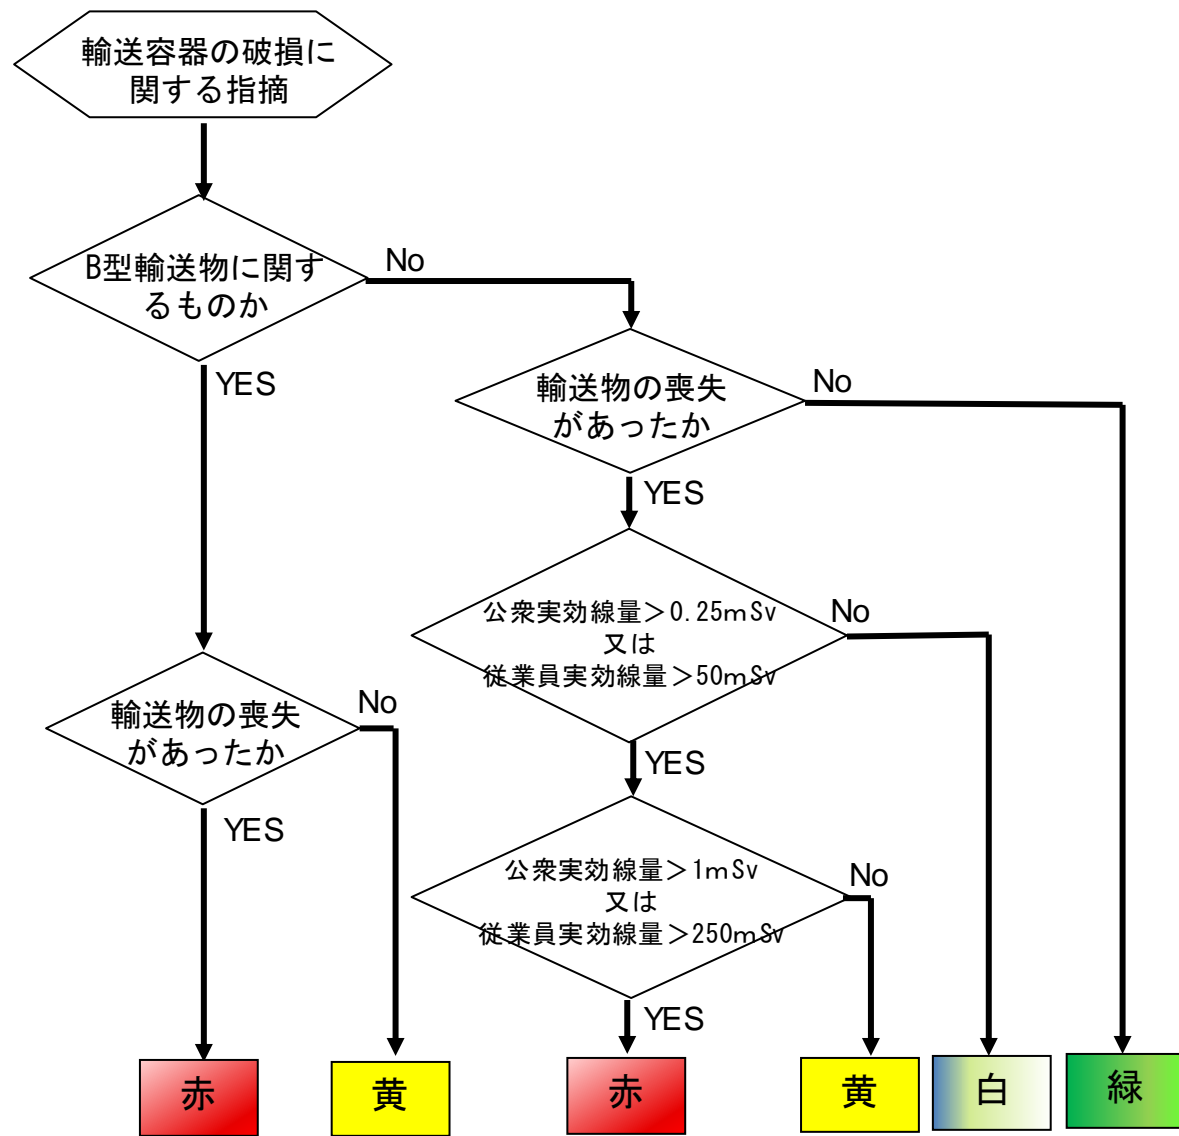 輸送容器の破損に
関する指摘
B型輸送物に関す
るものか
No
YES
輸送物の喪失
があったか
No
YES
公衆実効線量＞0.25ｍSv
又は
従業員実効線量＞50ｍSv
No
YES
輸送物の喪失
があったか
No
YES
公衆実効線量＞1ｍSv
又は
従業員実効線量＞250ｍSv
No
YES
赤
黄
赤
黄
白
緑